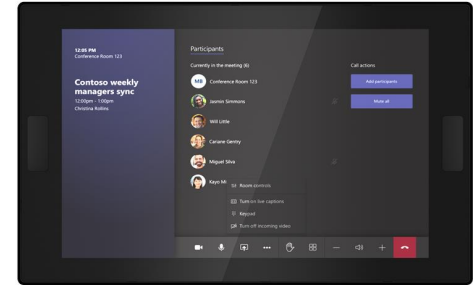 12:05 PM
Conference Room 123
Contoso weekly
managers sync
12:00pm - 1:00pm
Christina Rollins
Participants
Currently in the meeting (6)
MB Conference Room 123
Jasmin Simmons
Will Little
Cariane Gentry
Miguel Silva
Kayo Mi
Room controls
Turn on live captions
Keypad
Turn off incoming video
Call actions
Add participants
Mute all